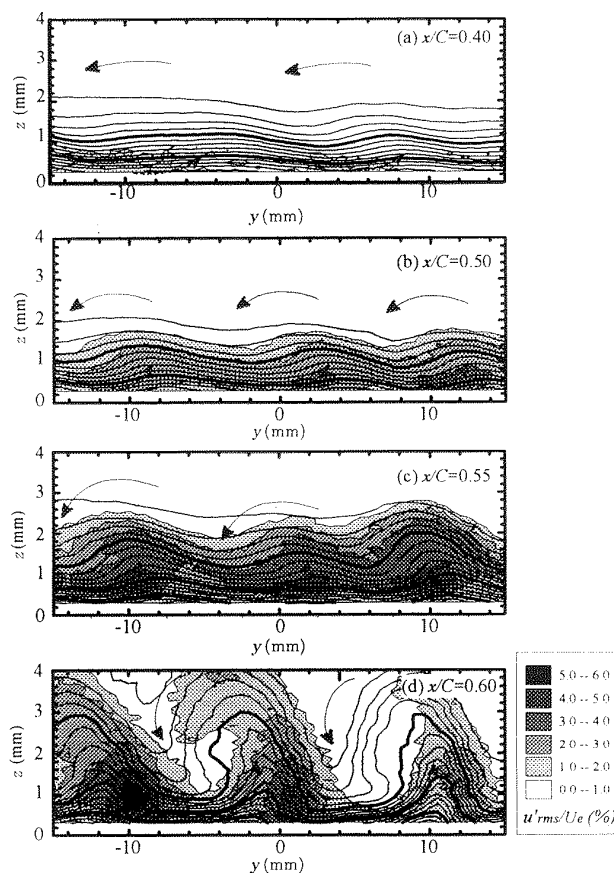 4
(a) x/C=0.40
3
z (mm)
2
1
0
-10 0 10
y (mm)
4
(b) x/C=0.50
3
z (mm)
2
1
0
-10 0 10
y (mm)
4
(c) x/C=0.55
3
z (mm)
2
1
0
-10 0 10
y (mm)
4
(d) x/C=0.60
3
z (mm)
2
1
0
-10 0 10
y (mm)
5.0 -- 6.0
4.0 -- 5.0
3.0 -- 4.0
2.0 -- 3.0
1.0 -- 2.0
0.0 -- 1.0
u'rms/Ue (%)